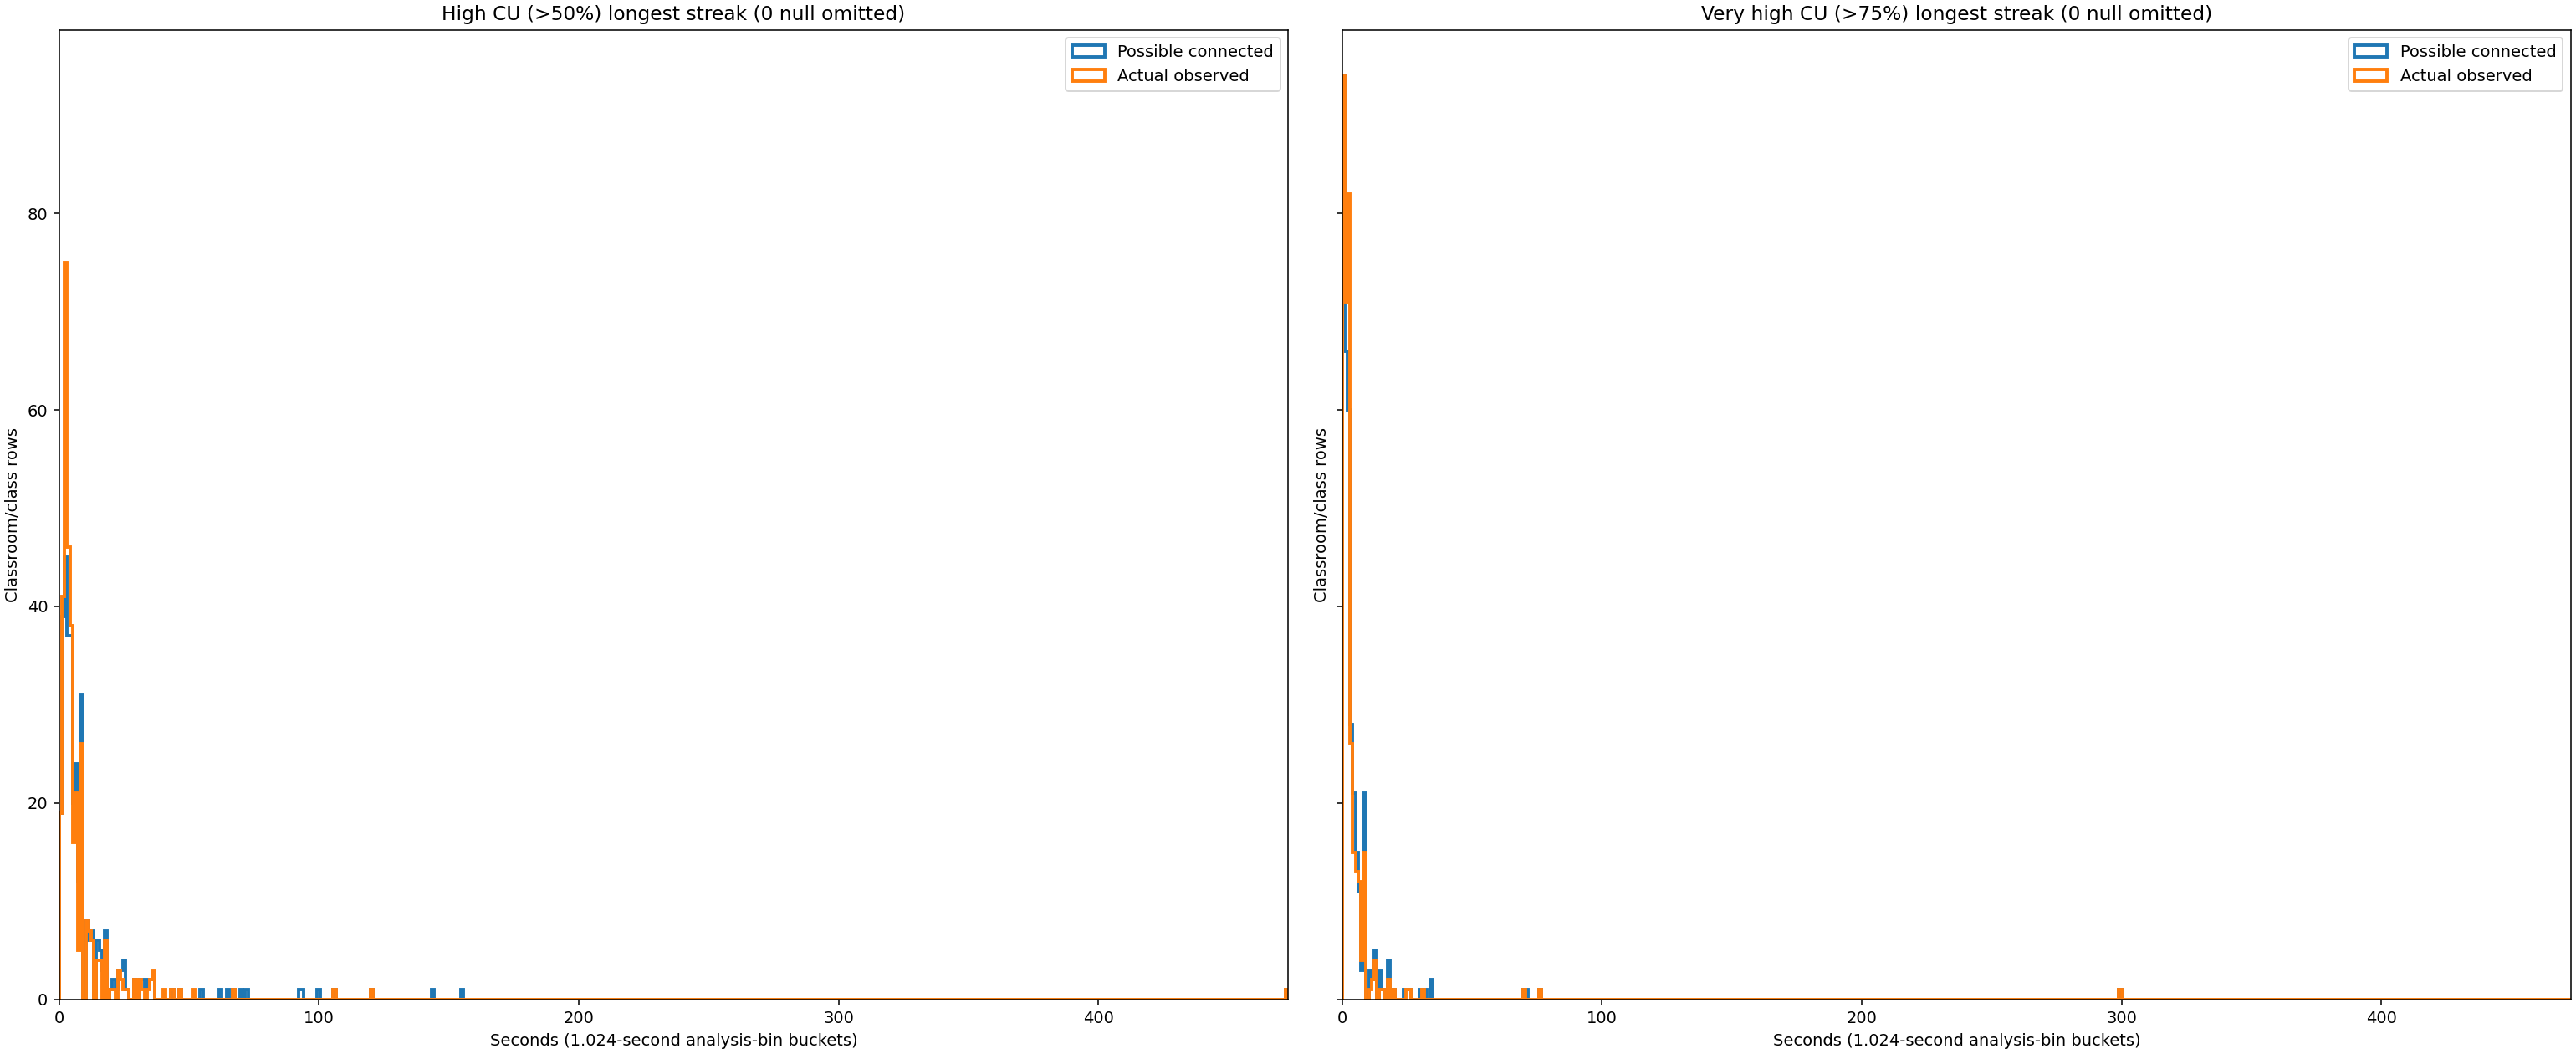 High CU (>50%) longest streak (0 null omitted)
Possible connected
Actual observed
80
60
40
20
0
Classroom/class rows
0 100 200 300 400
Seconds (1.024-second analysis-bin buckets)
Very high CU (>75%) longest streak (0 null omitted)
Possible connected
Actual observed
Classroom/class rows
0 100 200 300 400
Seconds (1.024-second analysis-bin buckets)